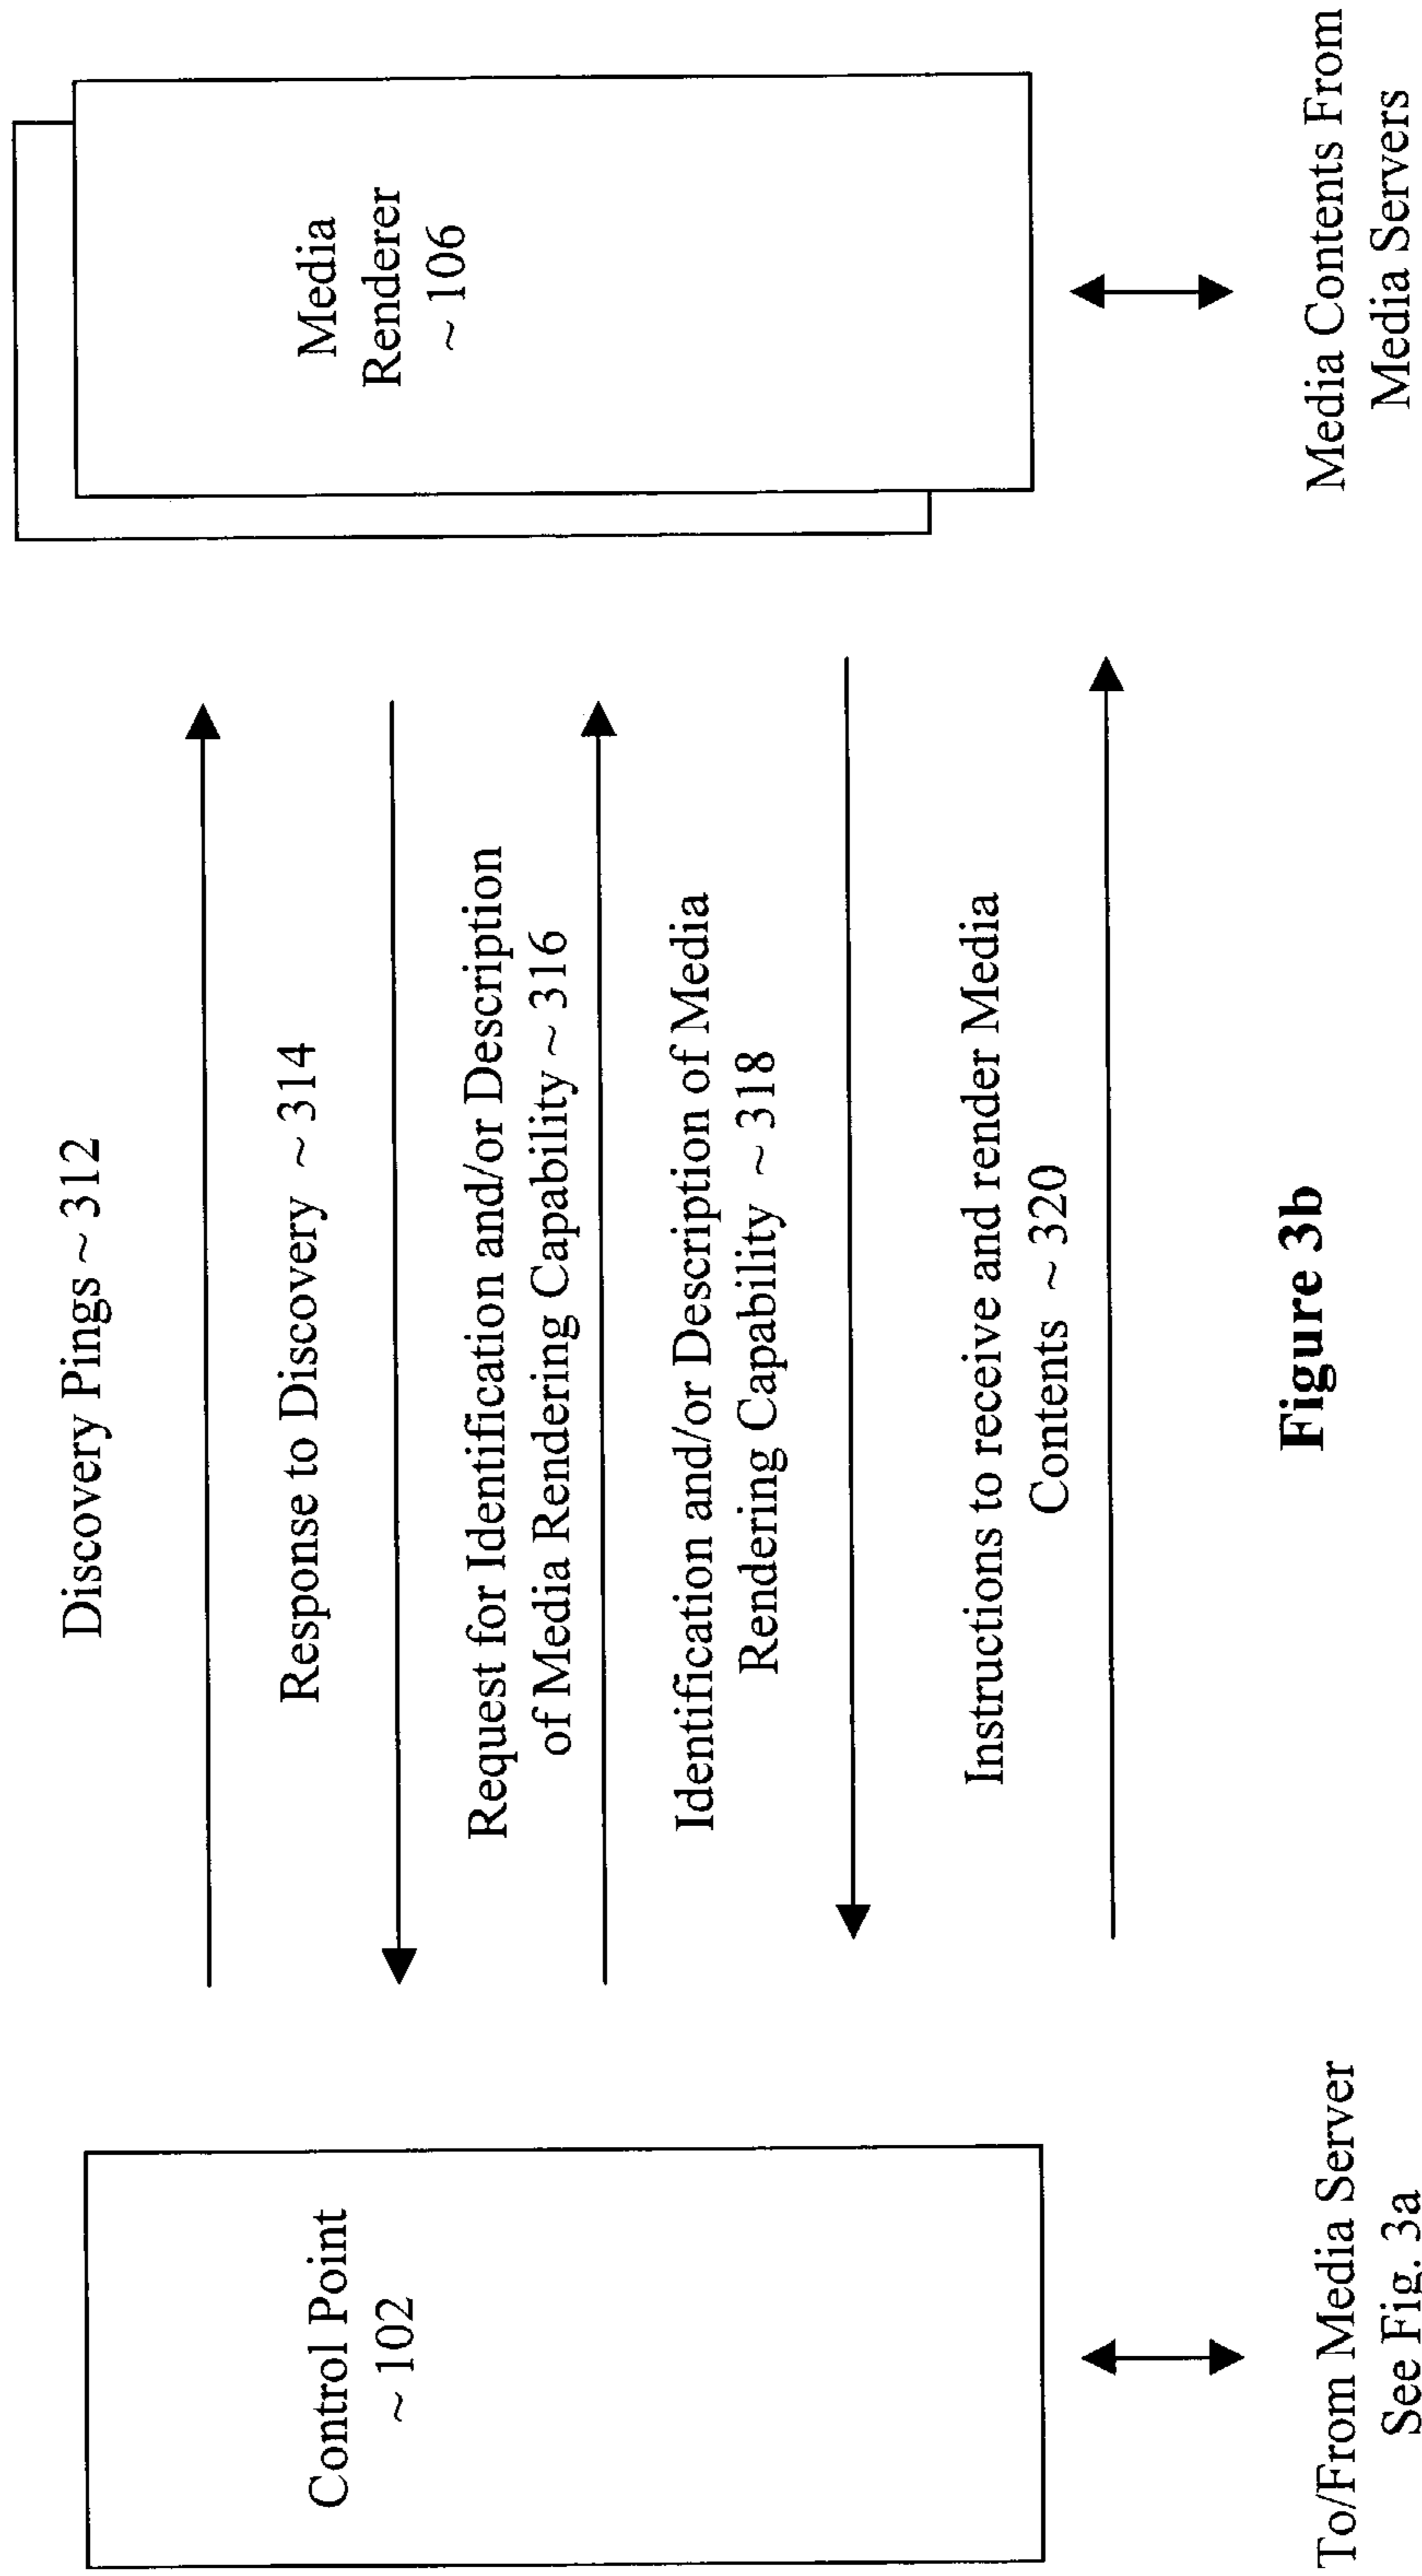 Discovery Pings ~ 312
Response to Discovery ~ 314
Request for Identification and/or Description
of Media Rendering Capability ~ 316
Identification and/or Description of Media
Rendering Capability ~ 318
Instructions to receive and render Media
Contents ~ 320
Control Point
~ 102
Media
Renderer
~ 106
To/From Media Server
See Fig. 3a
Media Contents From
Media Servers
Figure 3b